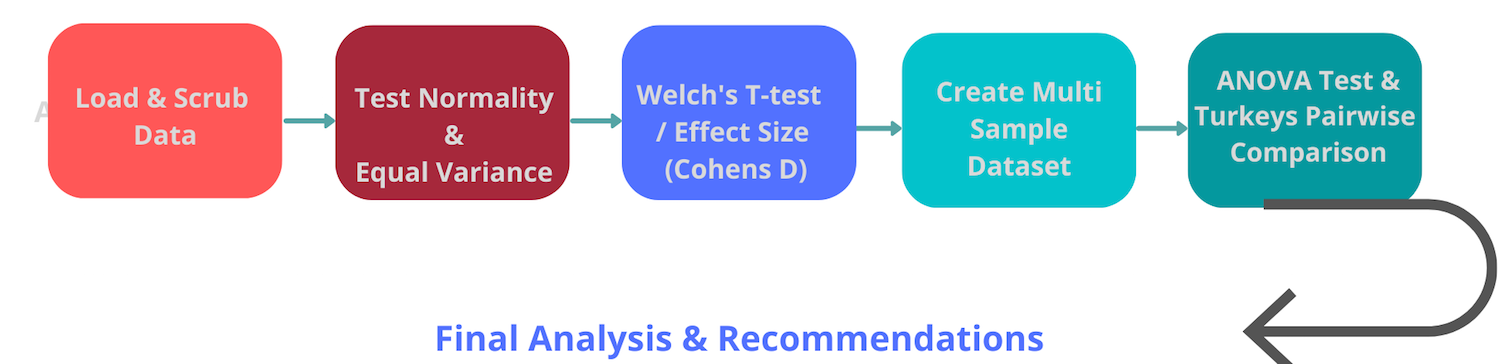 Load & Scrub
Data
Test Normality
&
Equal Variance
Welch's T-test
/ Effect Size
(Cohens D)
Create Multi
Sample
Dataset
ANOVA Test &
Turkeys Pairwise
Comparison
Final Analysis & Recommendations